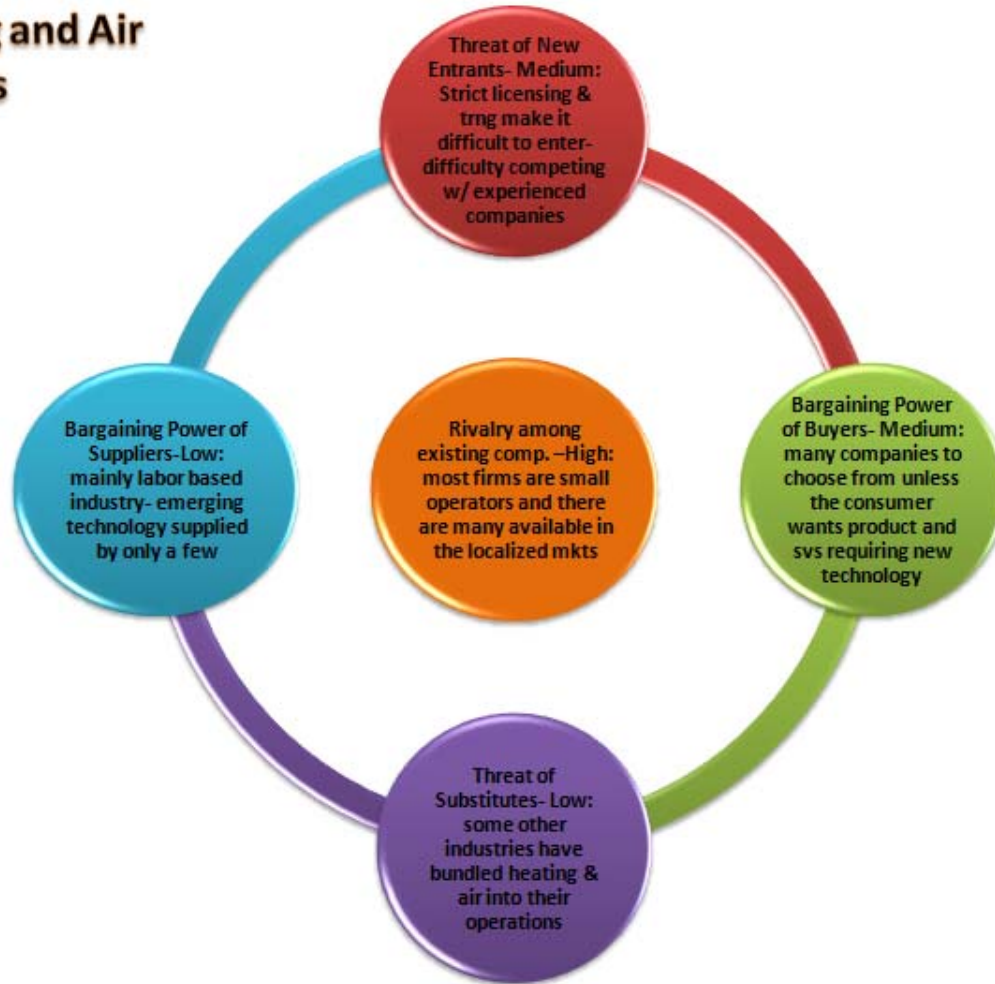 and Air
Threat of New
Entrants- Medium:
Strict licensing &
trng make it
difficult to enter-
difficulty competing
w/ experienced
companies
Bargaining Power of
Suppliers-Low:
mainly labor based
industry- emerging
technology supplied
by only a few
Rivalry among
existing comp. –High:
most firms are small
operators and there
are many available in
the localized mkts
Bargaining Power
of Buyers- Medium:
many companies to
choose from unless
the consumer
wants product and
svs requiring new
technology
Threat of
Substitutes- Low:
some other
industries have
bundled heating &
air into their
operations